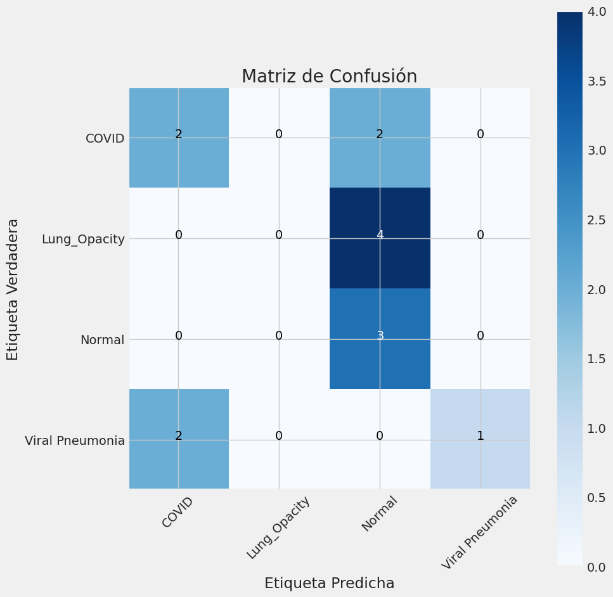 Matriz de Confusión
4.0
3.5
3.0
2.5
2.0
1.5
1.0
0.5
0.0
Etiqueta Verdadera
COVID 2 0 2 0
Lung_Opacity 0 0 4 0
Normal 0 0 3 0
Viral Pneumonia 2 0 0 1
COVID Lung_Opacity Normal Viral Pneumonia
Etiqueta Predicha